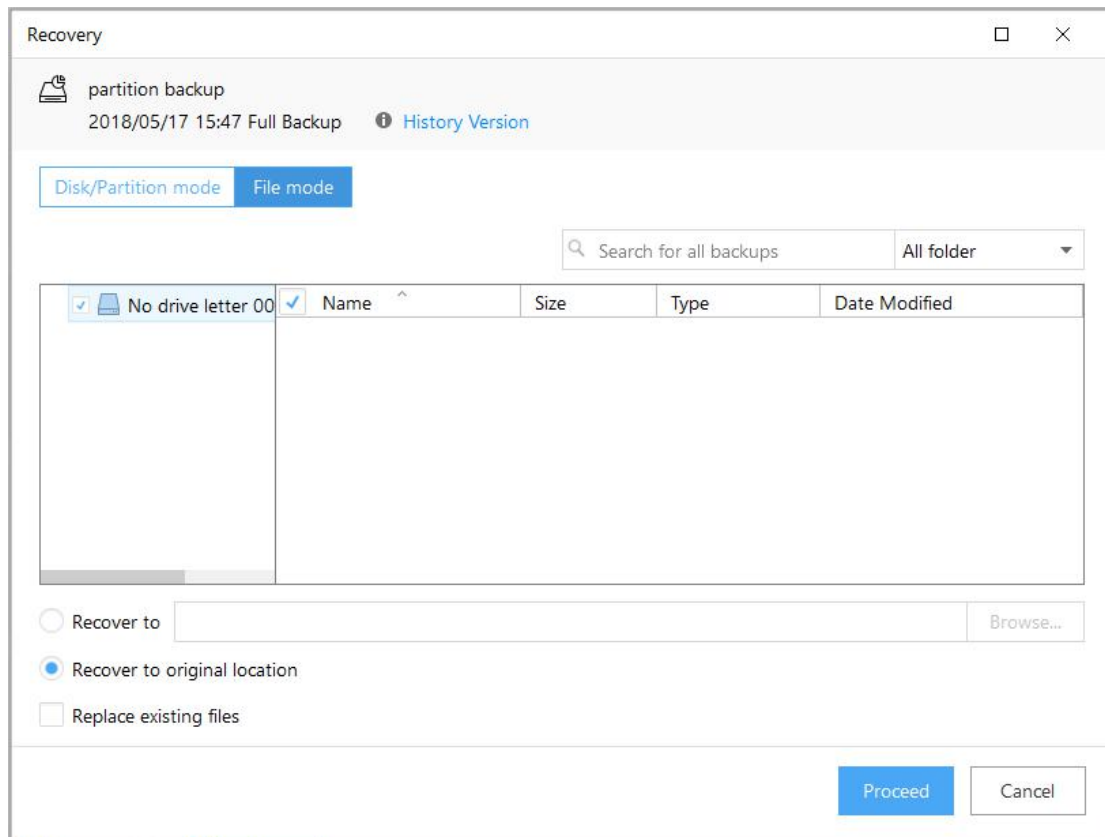 Recovery
partition backup
2018/05/17 15:47 Full Backup History Version
Disk/Partition mode File mode
Search for all backups All folder
No drive letter 00 Name Size Type Date Modified
Recover to Browse...
Recover to original location
Replace existing files
Proceed Cancel